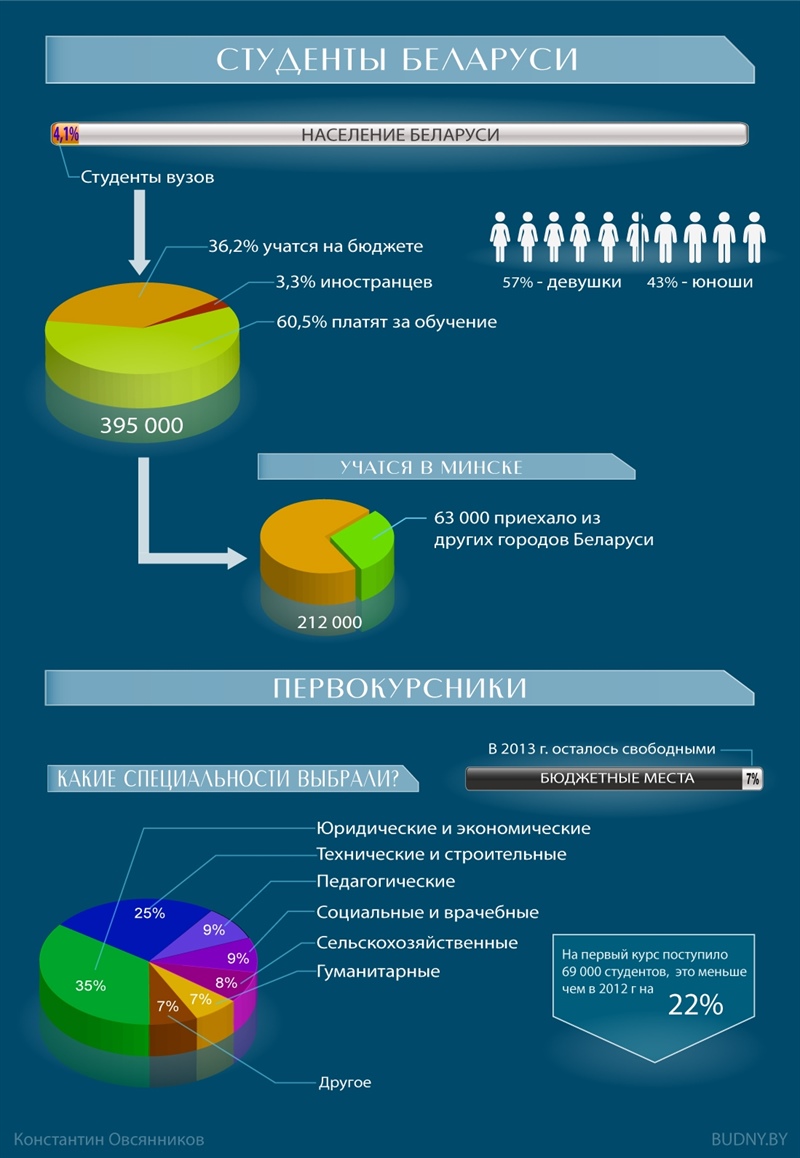 СТУДЕНТЫ БЕЛАРУСИ
4,1%
НАСЕЛЕНИЕ БЕЛАРУСИ
Студенты вузов
36,2% учатся на бюджете
3,3% иностранцев
60,5% платят за обучение
57% - девушки
43% - юноши
395 000
УЧАТСЯ В МИНСКЕ
63 000 приехало из
других городов Беларуси
212 000
ПЕРВОКУРСНИКИ
В 2013 г. осталось свободными
БЮДЖЕТНЫЕ МЕСТА
7%
КАКИЕ СПЕЦИАЛЬНОСТИ ВЫБРАЛИ?
Юридические и экономические
Технические и строительные
Педагогические
Социальные и врачебные
Сельскохозяйственные
Гуманитарные
Другое
25%
9%
9%
8%
7%
7%
35%
На первый курс поступило
69 000 студентов, это меньше
чем в 2012 г на
22%
Константин Овсянников
BUDNY.BY